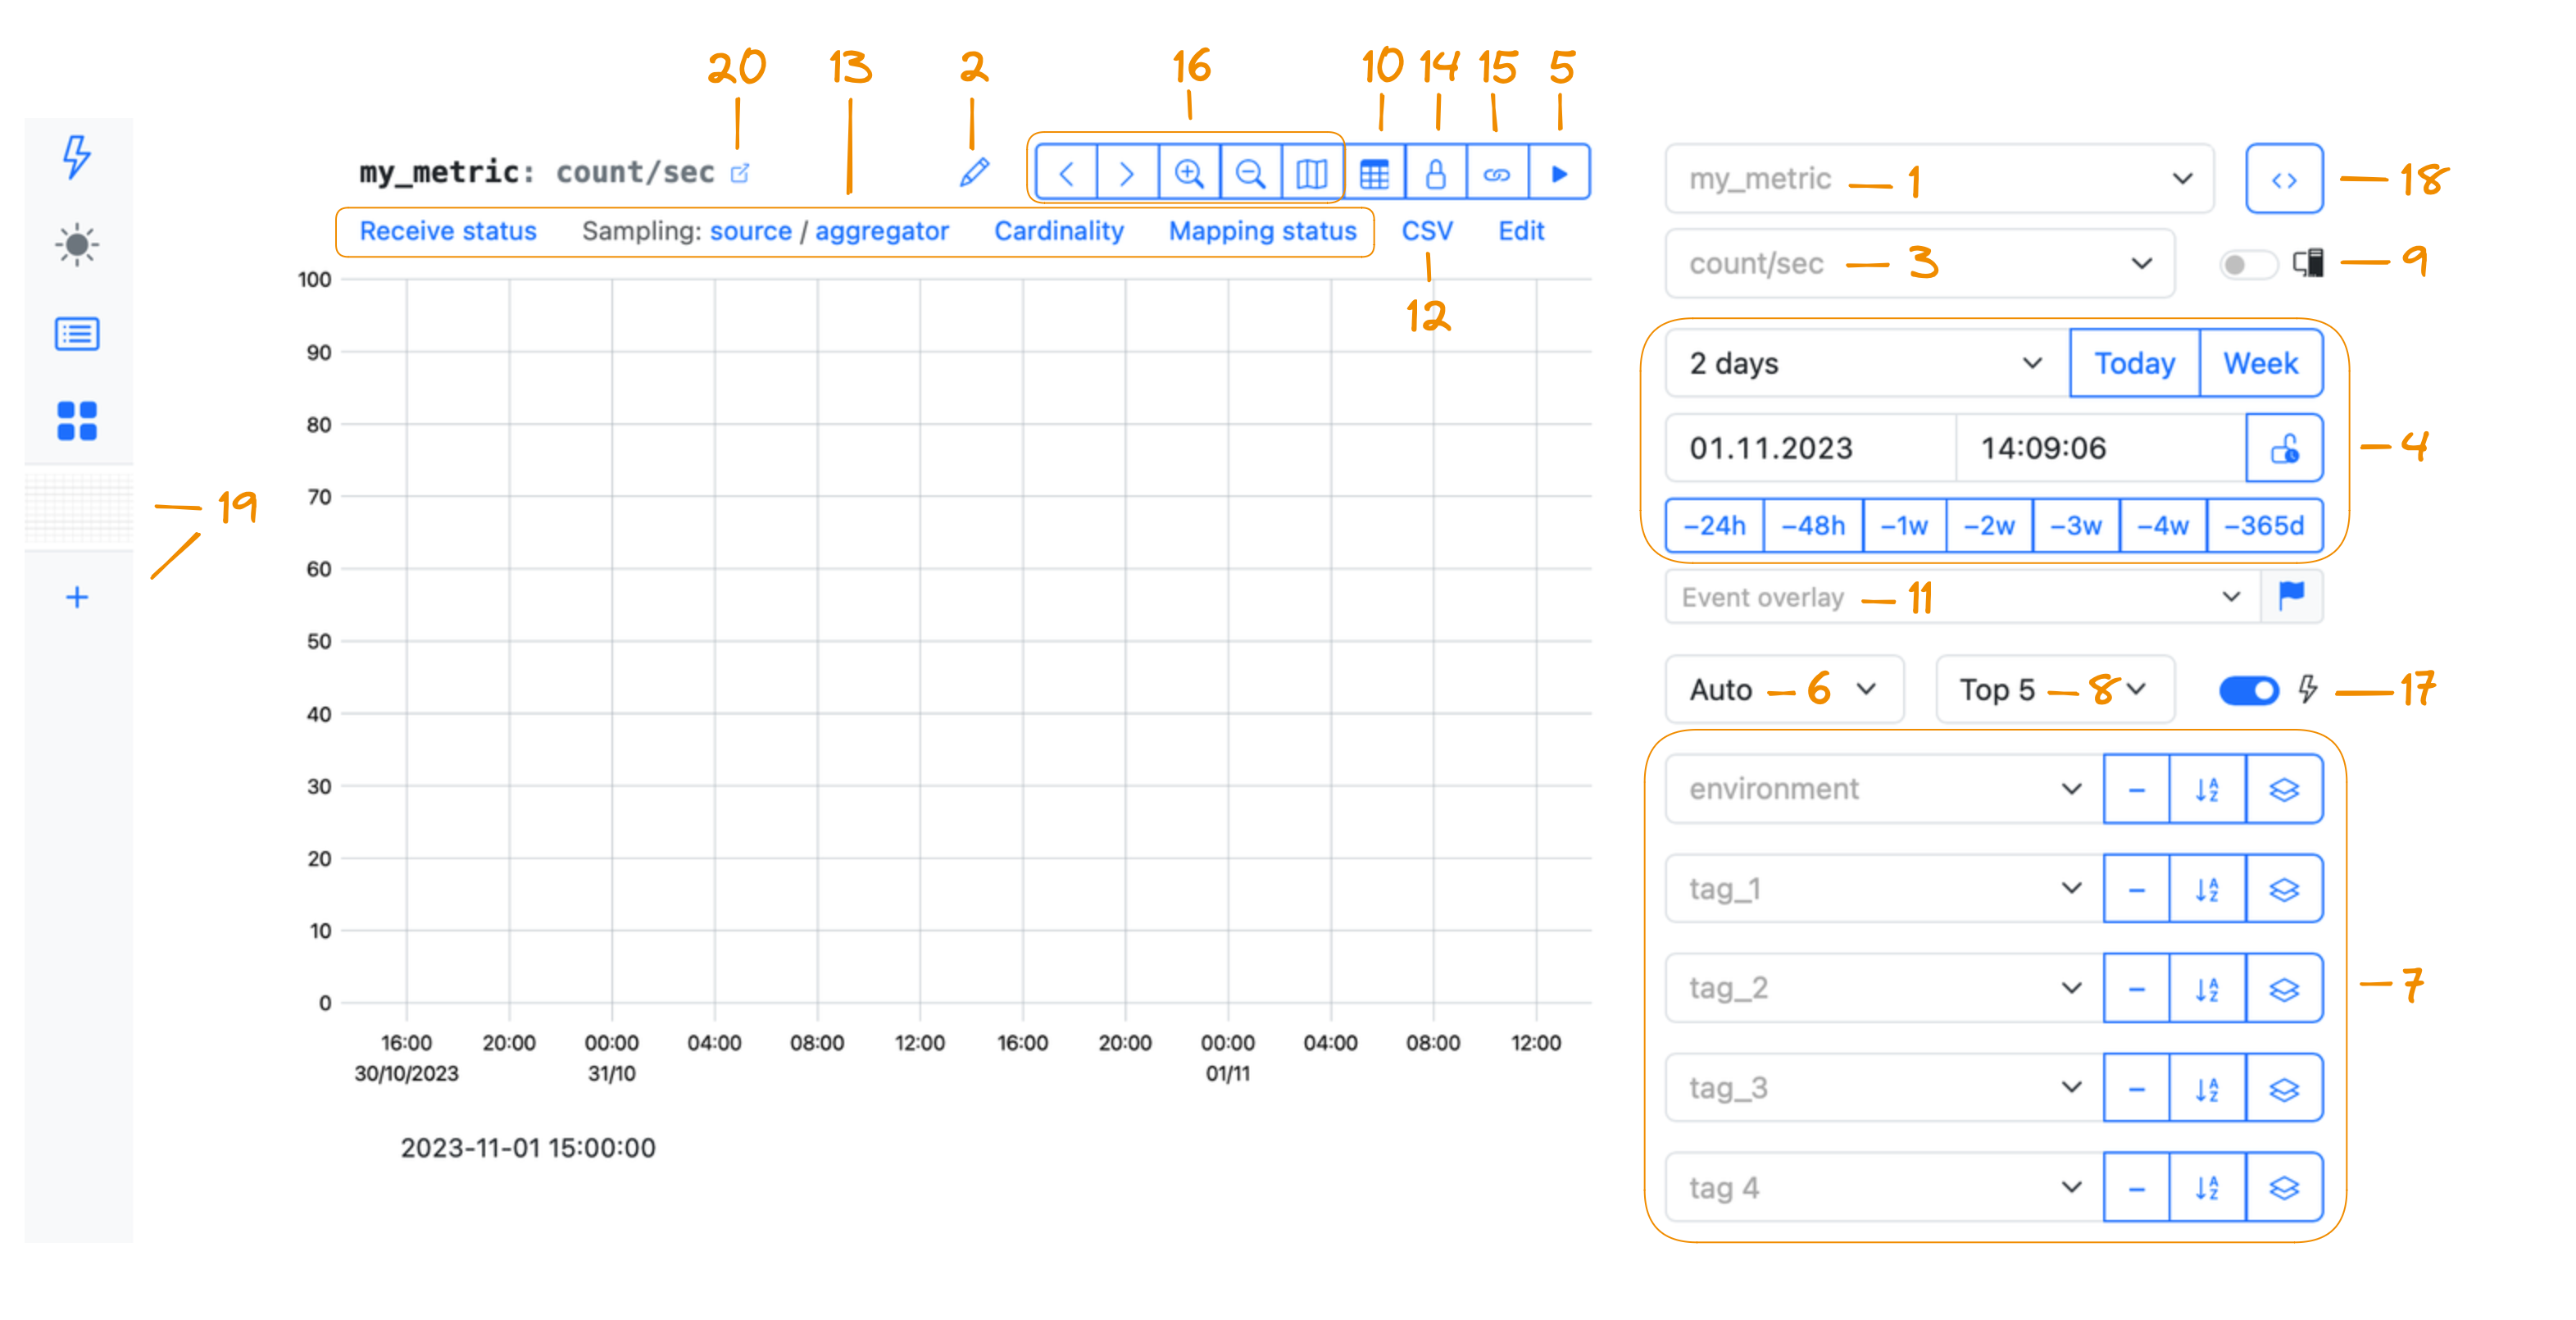 20 13 2 16 10 14 15 5
my_metric: count/sec
Receive status Sampling: source / aggregator Cardinality Mapping status CSV Edit
12
100
90
80
70
60
50
40
30
20
10
0
16:00 20:00 00:00 04:00 08:00 12:00 16:00 20:00 00:00 04:00 08:00 12:00
30/10/2023 31/10 01/11
2023-11-01 15:00:00
19
my_metric 1 18
count/sec 3 9
2 days Today Week
01.11.2023 14:09:06 4
–24h –48h –1w –2w –3w –4w –365d
Event overlay 11
Auto 6 Top 5 8 17
environment – AZ
tag_1 – AZ
tag_2 – AZ 7
tag_3 – AZ
tag 4 – AZ